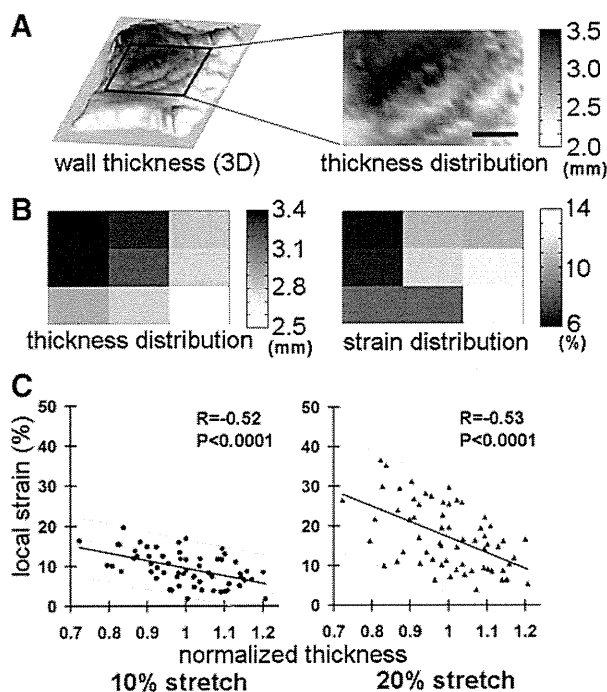 A
wall thickness (3D)
thickness distribution
3.5
3.0
2.5
2.0
(mm)
B
thickness distribution
3.4
3.1
2.8
2.5
(mm)
strain distribution
14
10
6
(%)
C
local strain (%)
50
40
30
20
10
0
R=-0.52
P<0.0001
0.7 0.8 0.9 1 1.1 1.2
10% stretch
50
40
30
20
10
0
R=-0.53
P<0.0001
0.7 0.8 0.9 1 1.1 1.2
20% stretch
normalized thickness